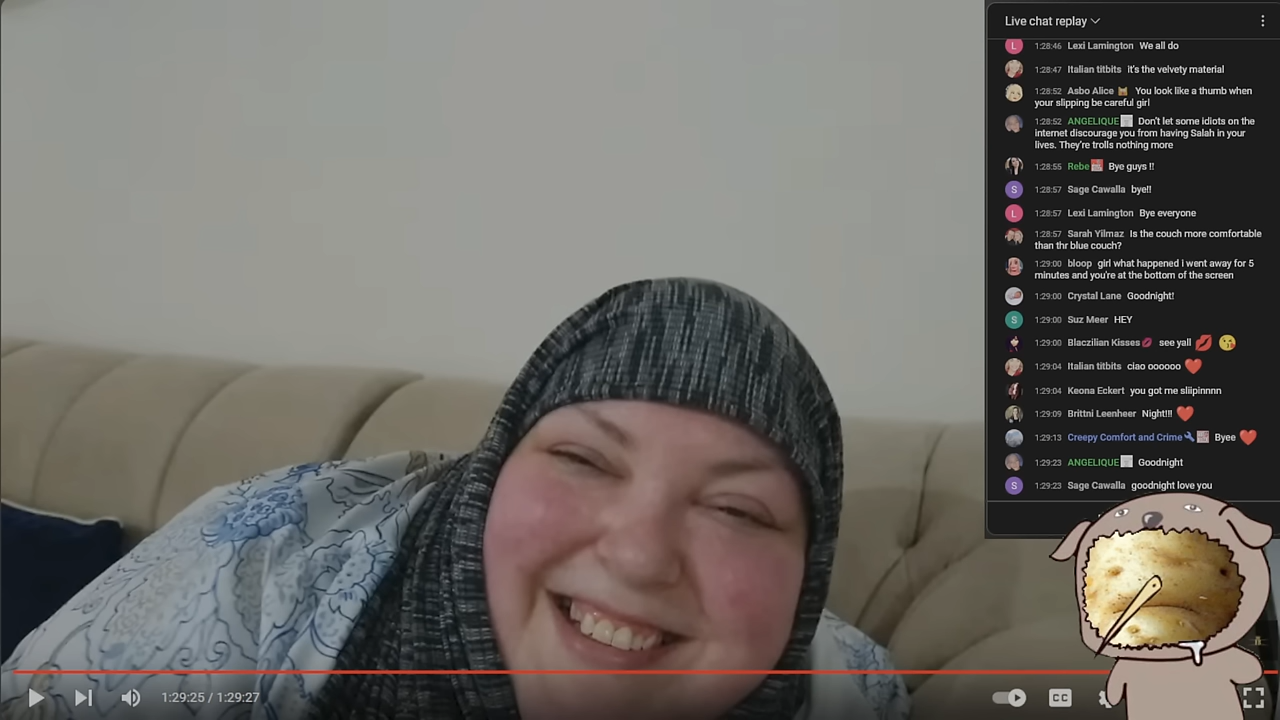 Live chat replay
1:28:46 Lexi Lamington We all do
1:28:47 Italian titbits it's the velvety material
1:28:52 Asbo Alice You look like a thumb when
your slipping be careful girl
1:28:52 ANGELIQUE Don't let some idiots on the
internet discourage you from having Salah in your
lives. They're trolls nothing more
1:28:55 Rebe Bye guys !!
S 1:28:57 Sage Cawalla bye!!
L 1:28:57 Lexi Lamington Bye everyone
1:28:57 Sarah Yilmaz Is the couch more comfortable
than thr blue couch?
1:29:00 bloop girl what happened i went away for 5
minutes and you're at the bottom of the screen
1:29:00 Crystal Lane Goodnight!
S 1:29:00 Suz Meer HEY
1:29:00 Blaczilian Kisses see yall
1:29:04 Italian titbits ciao oooooo
1:29:04 Keona Eckert you got me sliipinnnn
1:29:09 Brittni Leenheer Night!!!
1:29:13 Creepy Comfort and Crime Byee
1:29:23 ANGELIQUE Goodnight
S 1:29:23 Sage Cawalla goodnight love you
1:29:25 / 1:29:27
CC